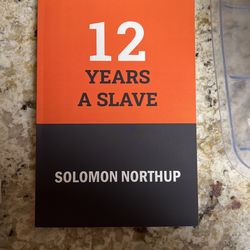 12
YEARS
A SLAVE
SOLOMON NORTHUP